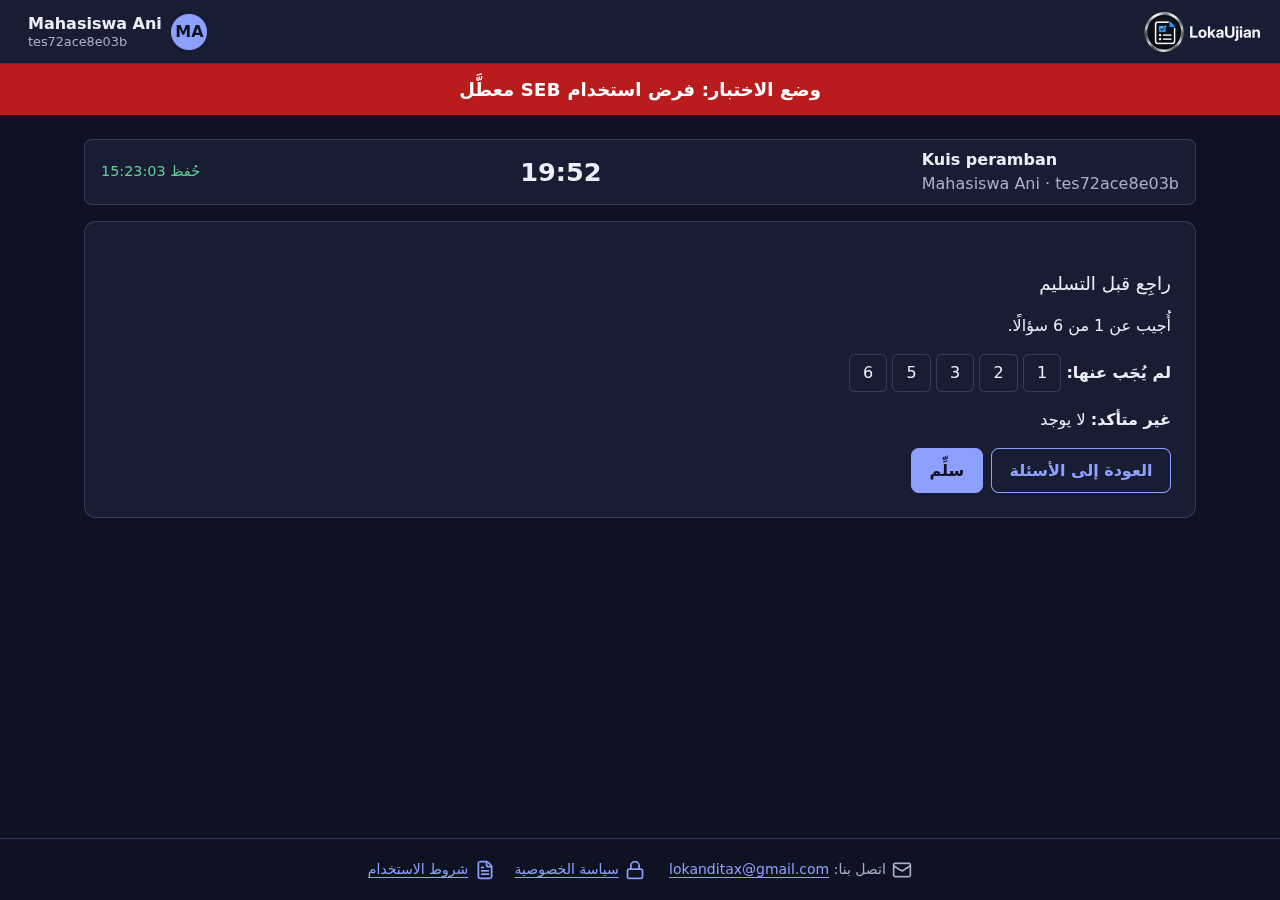 LokaUjian
Mahasiswa Ani
tes72ace8e03b
MA
وضع الاختبار: فرض استخدام SEB معطَّل
Kuis peramban
Mahasiswa Ani · tes72ace8e03b
19:52
حُفظ 15:23:03
راجِع قبل التسليم
أُجيب عن 1 من 6 سؤالًا.
لم يُجَب عنها: 1 2 3 5 6
غير متأكد: لا يوجد
العودة إلى الأسئلة
سلِّم
اتصل بنا: lokanditax@gmail.com
سياسة الخصوصية
شروط الاستخدام